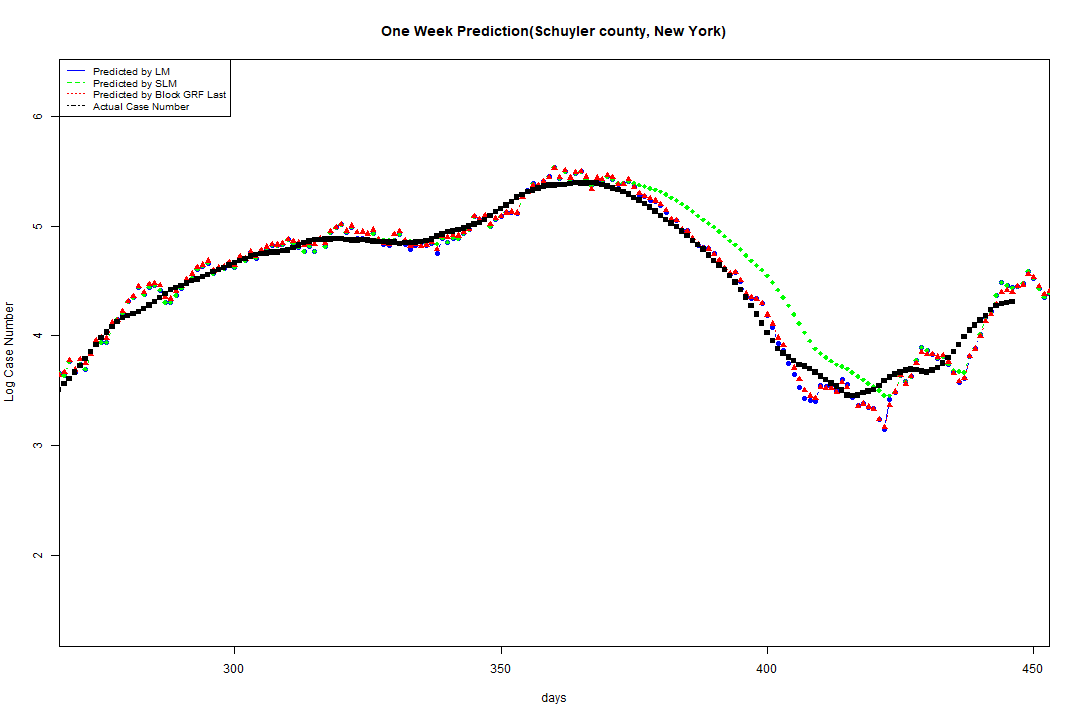 One Week Prediction(Schuyler county, New York)
Predicted by LM
Predicted by SLM
Predicted by Block GRF Last
Actual Case Number
6
5
4
3
2
Log Case Number
300 350 400 450
days